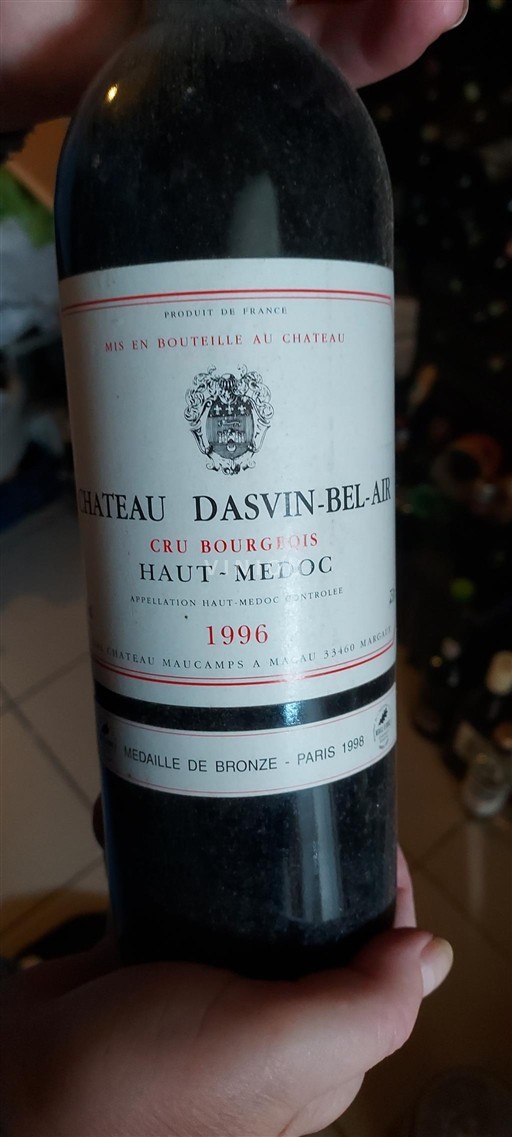 PRODUIT DE FRANCE
MIS EN BOUTEILLE AU CHATEAU
CHATEAU DASVIN-BEL-AIR
CRU BOURGEOIS
HAUT-MEDOC
APPELLATION HAUT-MEDOC CONTROLEE
1996
CHATEAU MAUCAMPS A MACAU 33460 MARGAUX
MEDAILLE DE BRONZE - PARIS 1998